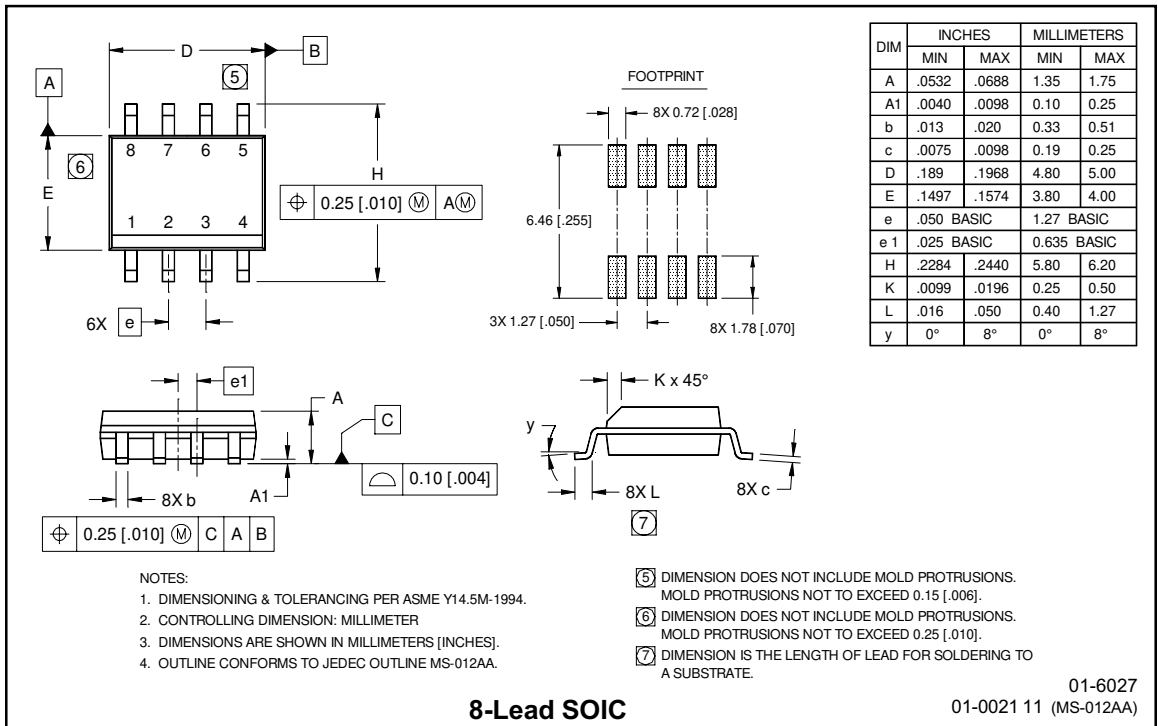 D
B
5
A
8 7 6 5
6
E
H
⌖ 0.25 [.010] Ⓜ AⓂ
1 2 3 4
6X e
FOOTPRINT
8X 0.72 [.028]
6.46 [.255]
3X 1.27 [.050]
8X 1.78 [.070]
DIM INCHES MILLIMETERS
MIN MAX MIN MAX
A .0532 .0688 1.35 1.75
A1 .0040 .0098 0.10 0.25
b .013 .020 0.33 0.51
c .0075 .0098 0.19 0.25
D .189 .1968 4.80 5.00
E .1497 .1574 3.80 4.00
e .050 BASIC 1.27 BASIC
e 1 .025 BASIC 0.635 BASIC
H .2284 .2440 5.80 6.20
K .0099 .0196 0.25 0.50
L .016 .050 0.40 1.27
y 0° 8° 0° 8°
e1
A
C
0.10 [.004]
A1
8X b
⌖ 0.25 [.010] Ⓜ C A B
K x 45°
y
8X L
8X c
7
NOTES:
1. DIMENSIONING & TOLERANCING PER ASME Y14.5M-1994.
2. CONTROLLING DIMENSION: MILLIMETER
3. DIMENSIONS ARE SHOWN IN MILLIMETERS [INCHES].
4. OUTLINE CONFORMS TO JEDEC OUTLINE MS-012AA.
5 DIMENSION DOES NOT INCLUDE MOLD PROTRUSIONS.
MOLD PROTRUSIONS NOT TO EXCEED 0.15 [.006].
6 DIMENSION DOES NOT INCLUDE MOLD PROTRUSIONS.
MOLD PROTRUSIONS NOT TO EXCEED 0.25 [.010].
7 DIMENSION IS THE LENGTH OF LEAD FOR SOLDERING TO
A SUBSTRATE.
8-Lead SOIC
01-6027
01-0021 11 (MS-012AA)